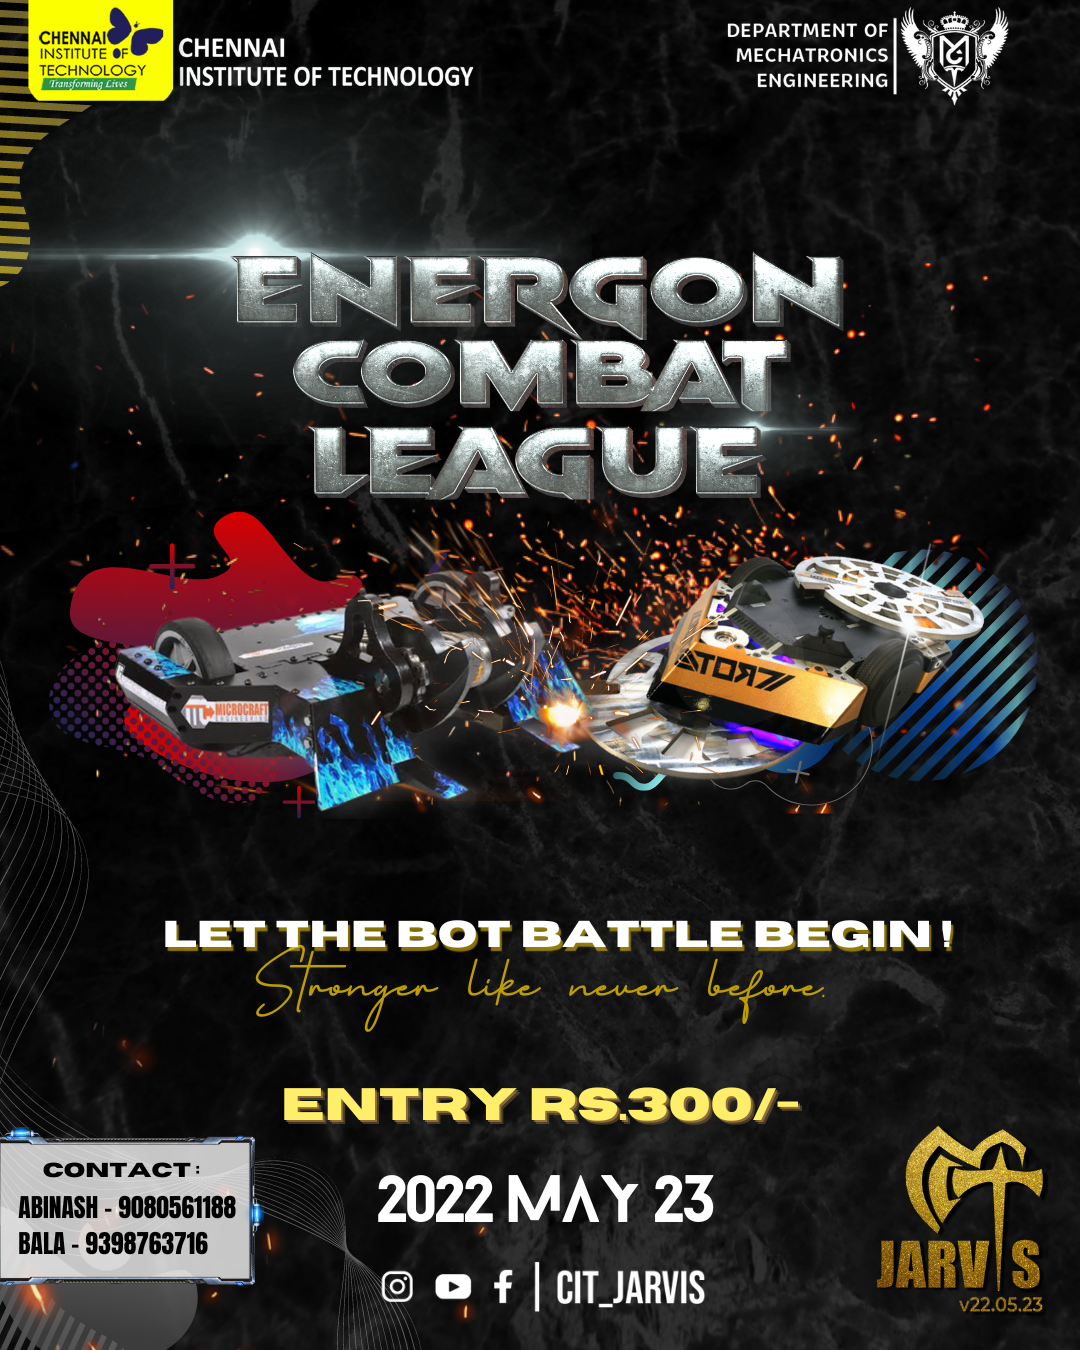 CHENNAI
INSTITUTE OF
TECHNOLOGY
Transforming Lives
CHENNAI
INSTITUTE OF TECHNOLOGY
DEPARTMENT OF
MECHATRONICS
ENGINEERING
ENERGON
COMBAT
LEAGUE
MICROCRAFT
ENGINEERING
LET THE BOT BATTLE BEGIN !
Stronger like never before.
ENTRY RS.300/-
CONTACT :
ABINASH - 9080561188
BALA - 9398763716
2022 MAY 23
CIT_JARVIS
JARVIS
v22.05.23